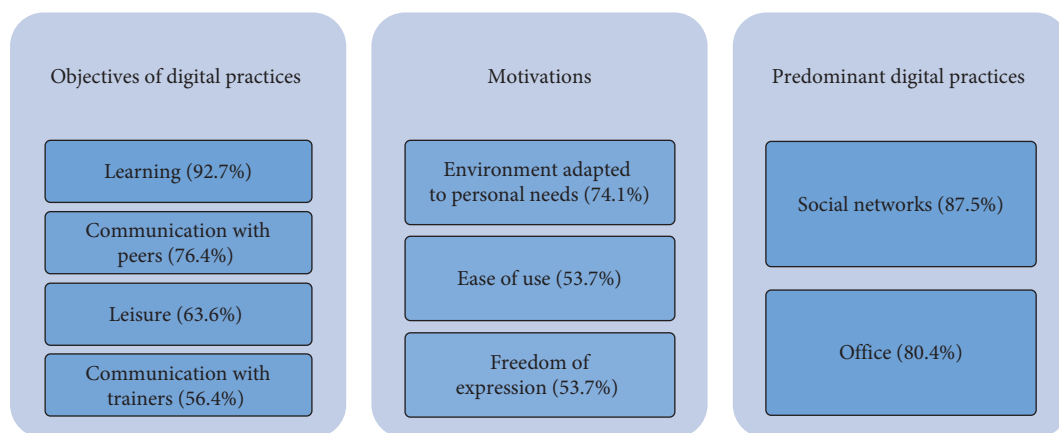 Objectives of digital practices
Learning (92.7%)
Communication with
peers (76.4%)
Leisure (63.6%)
Communication with
trainers (56.4%)
Motivations
Environment adapted
to personal needs (74.1%)
Ease of use (53.7%)
Freedom of
expression (53.7%)
Predominant digital practices
Social networks (87.5%)
Office (80.4%)